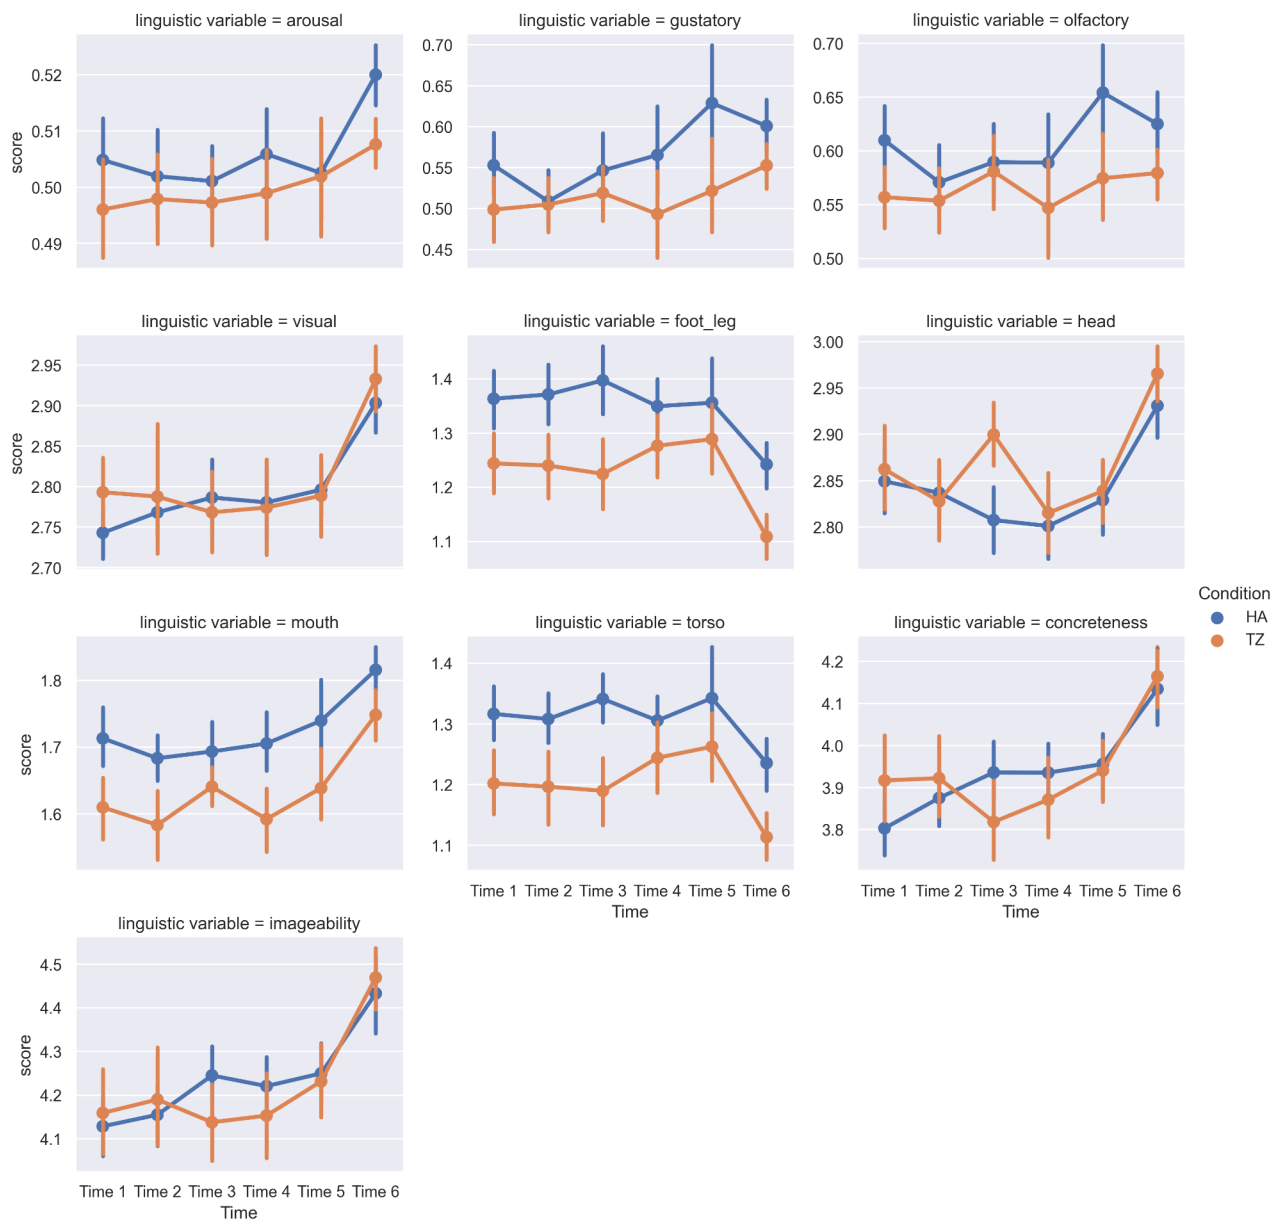 linguistic variable = arousal
linguistic variable = gustatory
linguistic variable = olfactory
score
0.52
0.51
0.50
0.49
0.70
0.65
0.60
0.55
0.50
0.45
0.70
0.65
0.60
0.55
0.50
linguistic variable = visual
linguistic variable = foot_leg
linguistic variable = head
score
2.95
2.90
2.85
2.80
2.75
2.70
1.4
1.3
1.2
1.1
3.00
2.95
2.90
2.85
2.80
Condition
HA
TZ
linguistic variable = mouth
linguistic variable = torso
linguistic variable = concreteness
score
1.8
1.7
1.6
1.4
1.3
1.2
1.1
4.2
4.1
4.0
3.9
3.8
Time 1 Time 2 Time 3 Time 4 Time 5 Time 6
Time
Time 1 Time 2 Time 3 Time 4 Time 5 Time 6
Time
linguistic variable = imageability
score
4.5
4.4
4.3
4.2
4.1
Time 1 Time 2 Time 3 Time 4 Time 5 Time 6
Time